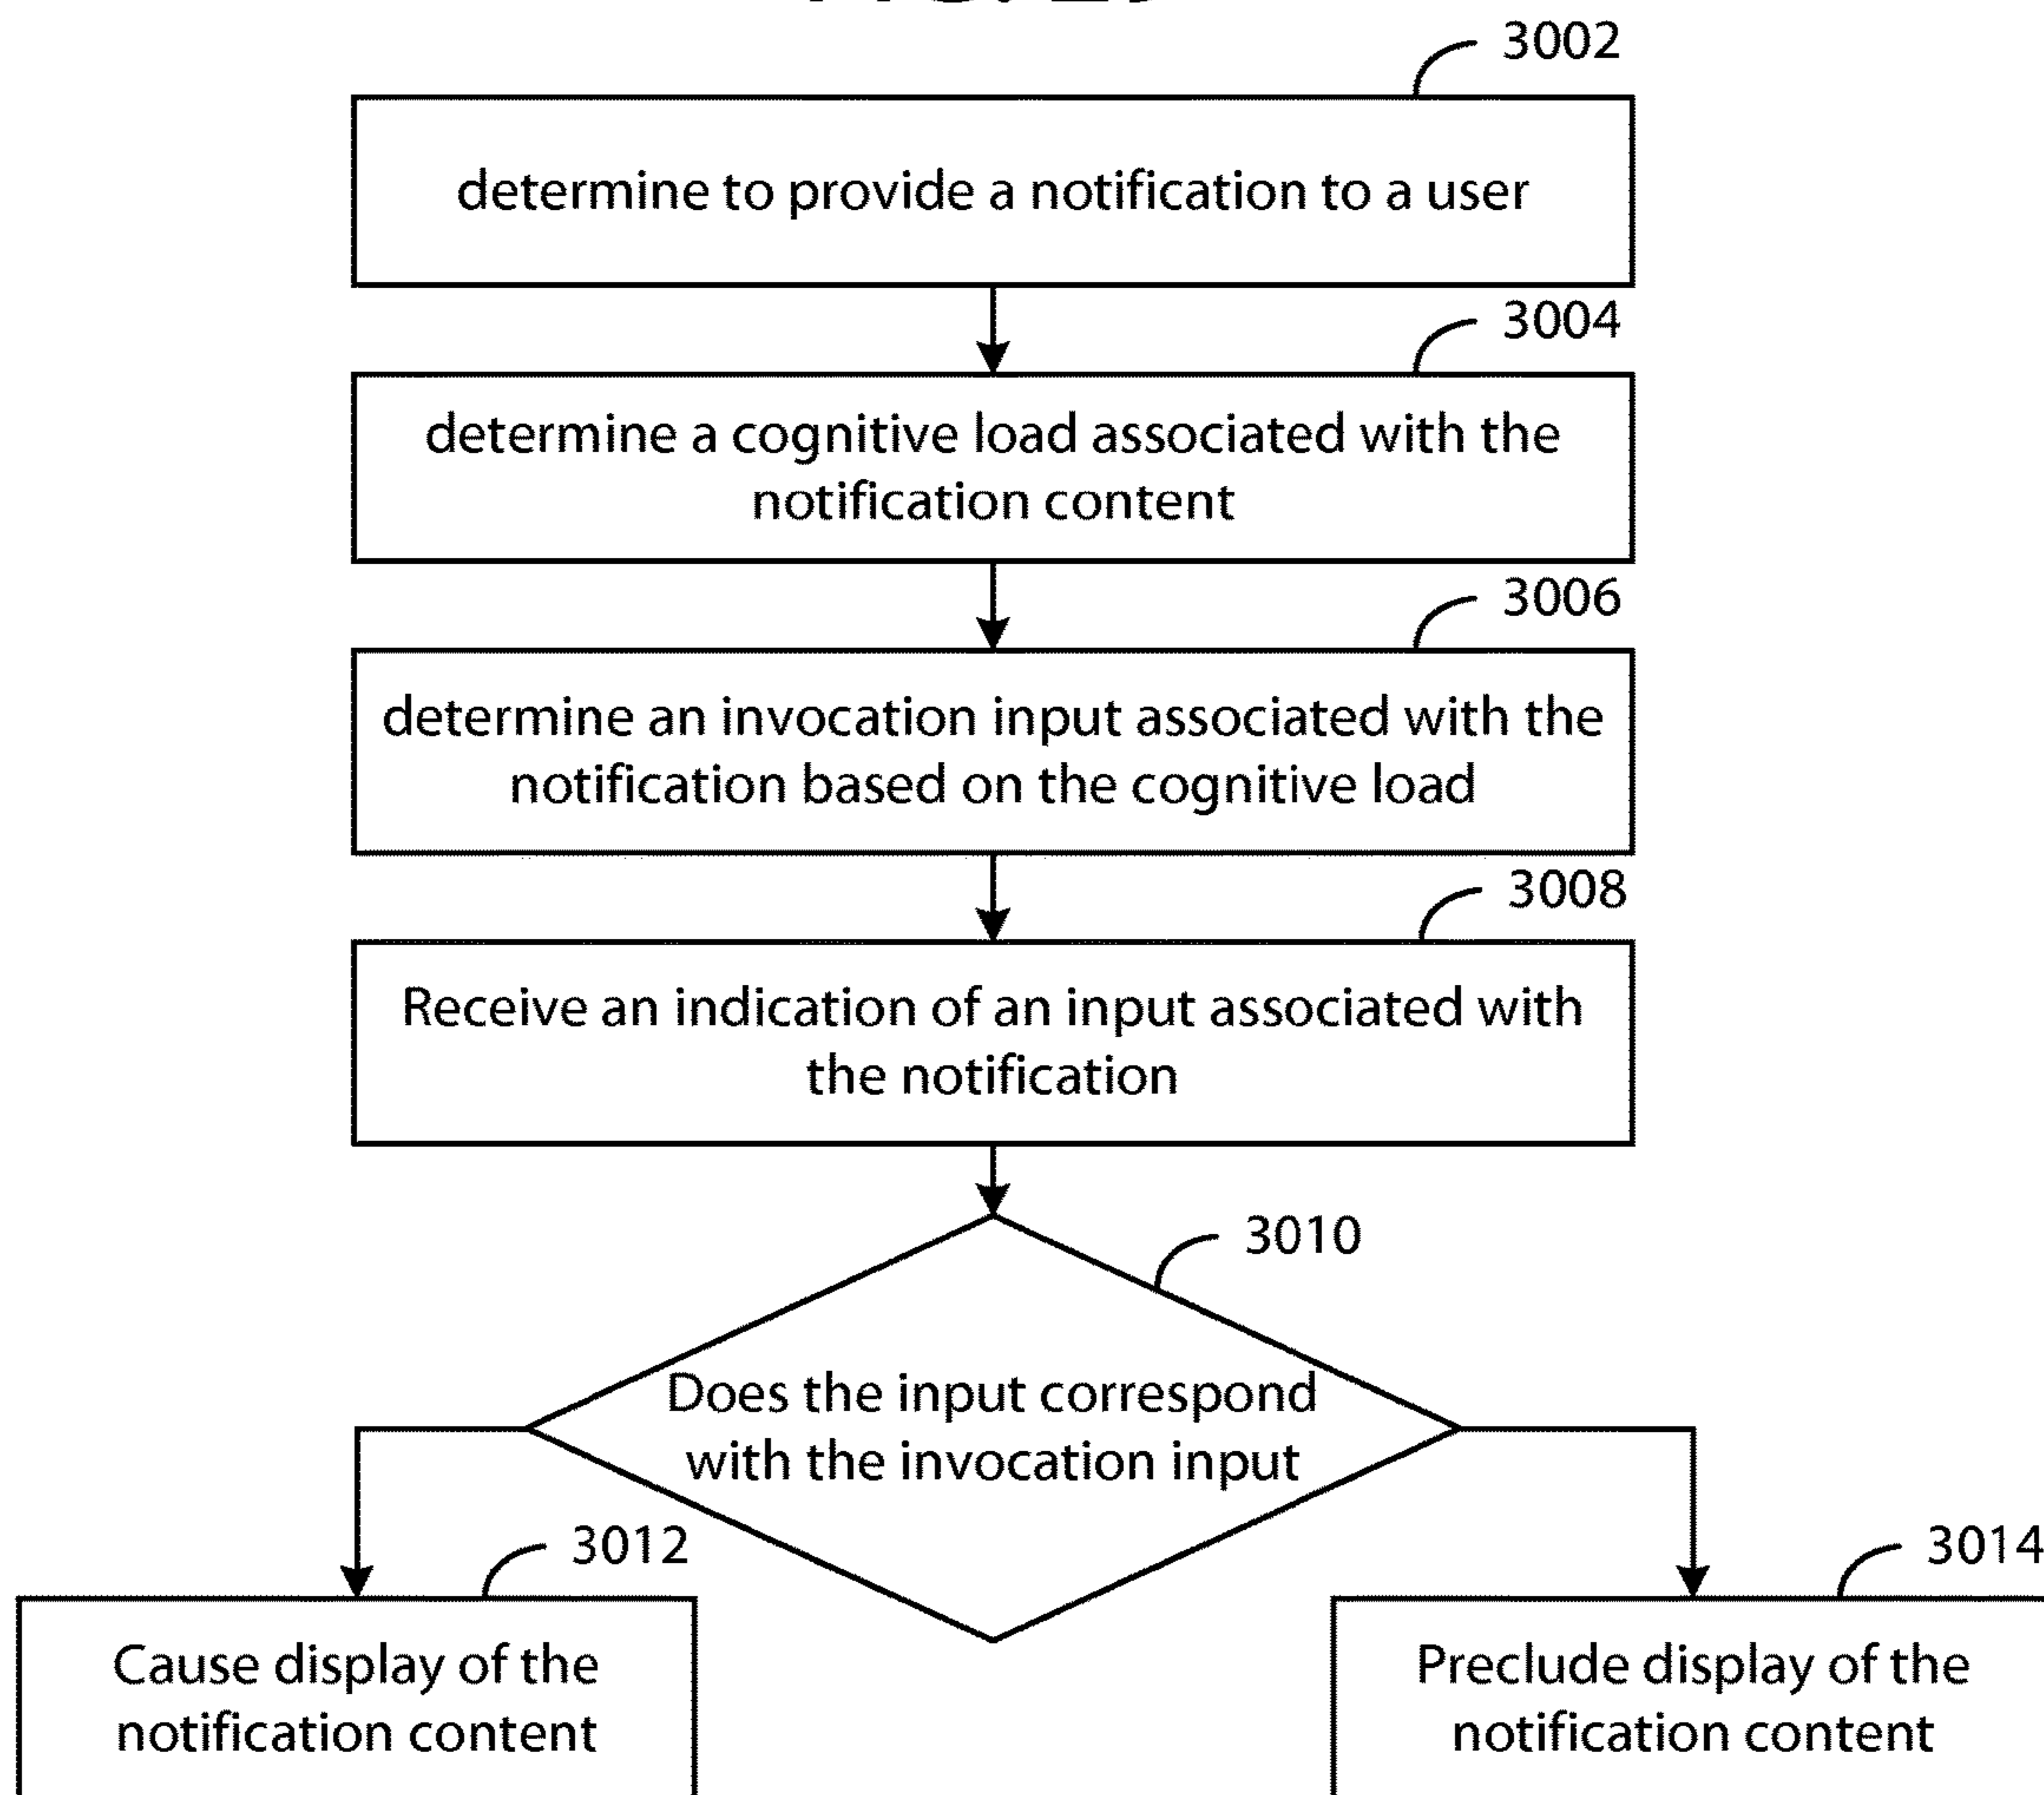 3002
determine to provide a notification to a user
3004
determine a cognitive load associated with the
notification content
3006
determine an invocation input associated with the
notification based on the cognitive load
3008
Receive an indication of an input associated with
the notification
3010
Does the input correspond
with the invocation input
3012
Cause display of the
notification content
3014
Preclude display of the
notification content